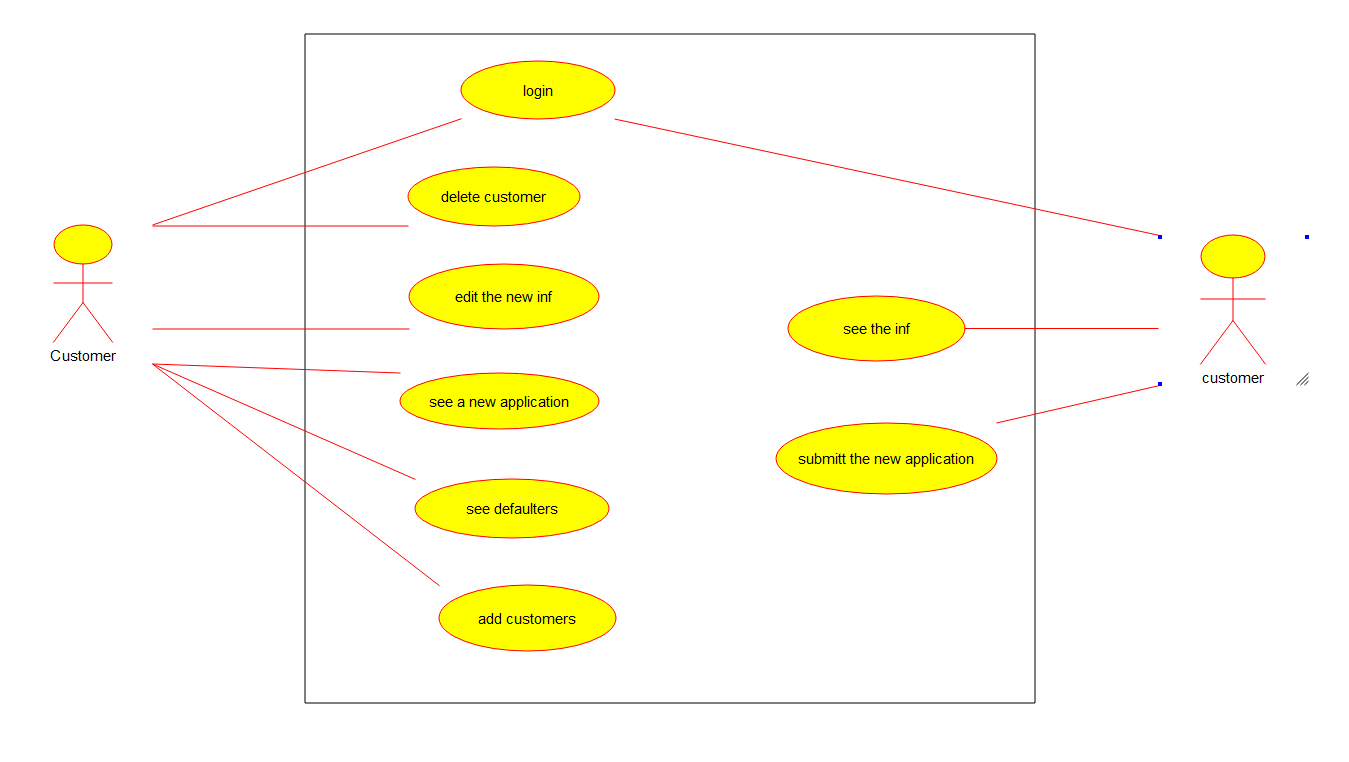 login
delete customer
edit the new inf
see the inf
Customer
customer
see a new application
submitt the new application
see defaulters
add customers